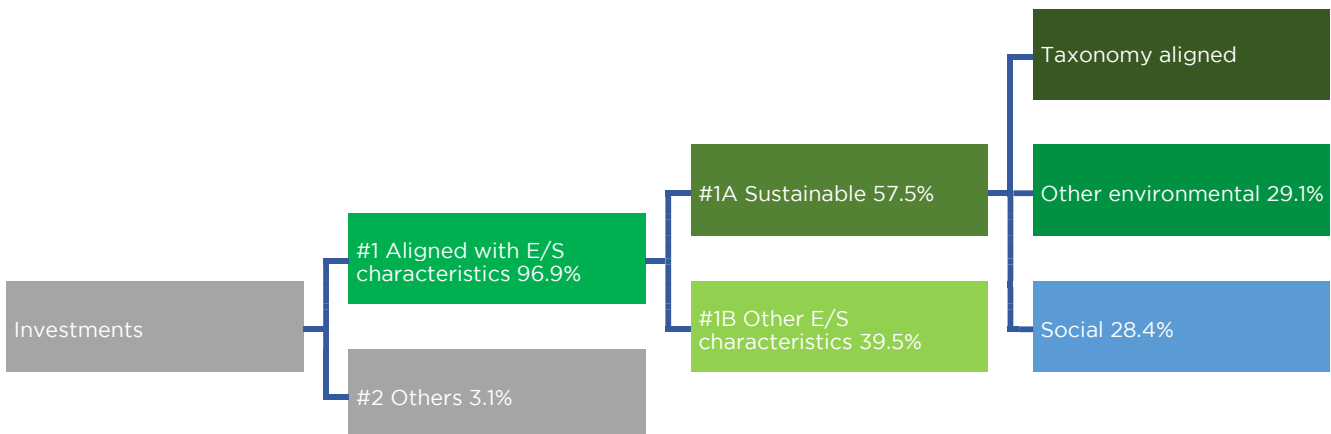 Taxonomy aligned
#1A Sustainable 57.5%
Other environmental 29.1%
#1 Aligned with E/S
characteristics 96.9%
Investments
#1B Other E/S
characteristics 39.5%
Social 28.4%
#2 Others 3.1%